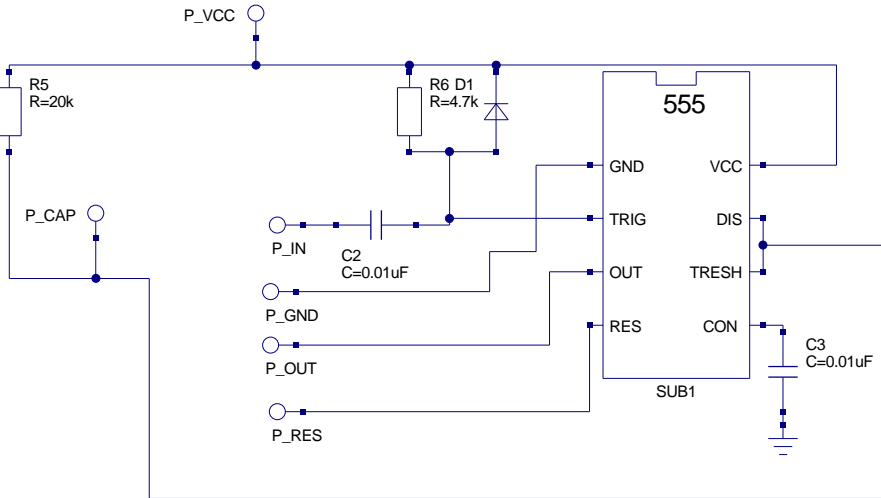 P_VCC
R5
R=20k
R6 D1
R=4.7k
555
GND
VCC
P_CAP
TRIG
DIS
P_IN
C2
C=0.01uF
OUT
TRESH
P_GND
RES
CON
C3
C=0.01uF
P_OUT
SUB1
P_RES